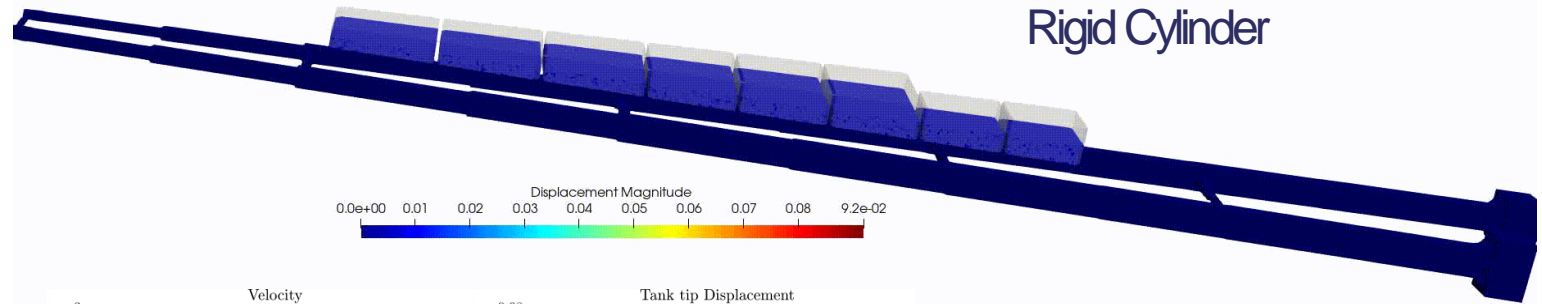 Rigid Cylinder
Displacement Magnitude
0.0e+00 0.01 0.02 0.03 0.04 0.05 0.06 0.07 0.08 9.2e-02
Velocity Tank tip Displacement